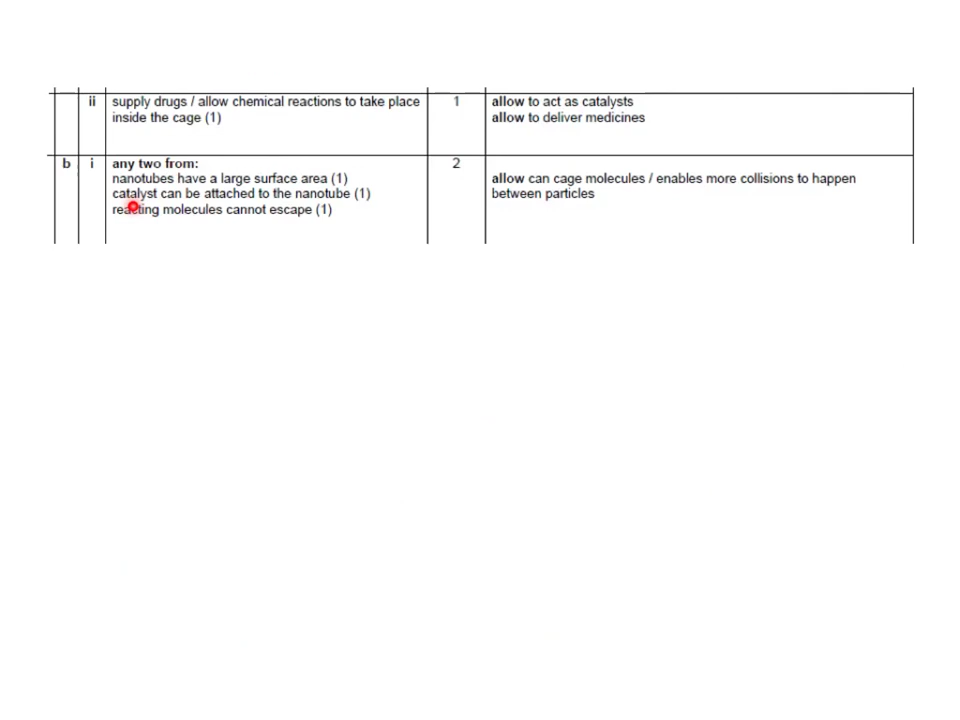 ii supply drugs / allow chemical reactions to take place 1 allow to act as catalysts
inside the cage (1) allow to deliver medicines
b i any two from: 2
nanotubes have a large surface area (1) allow can cage molecules / enables more collisions to happen
catalyst can be attached to the nanotube (1) between particles
reacting molecules cannot escape (1)